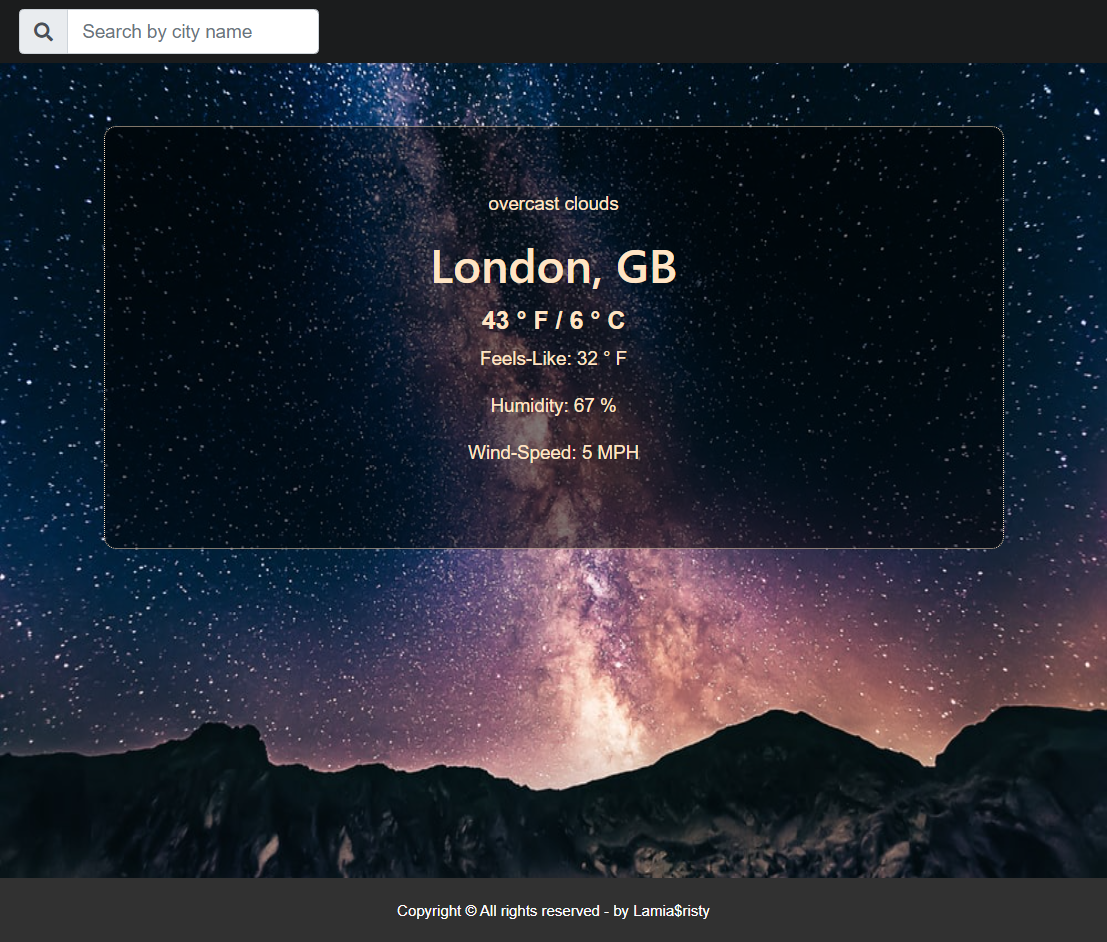 Search by city name
overcast clouds
London, GB
43 ° F / 6 ° C
Feels-Like: 32 ° F
Humidity: 67 %
Wind-Speed: 5 MPH
Copyright © All rights reserved - by Lamia$risty